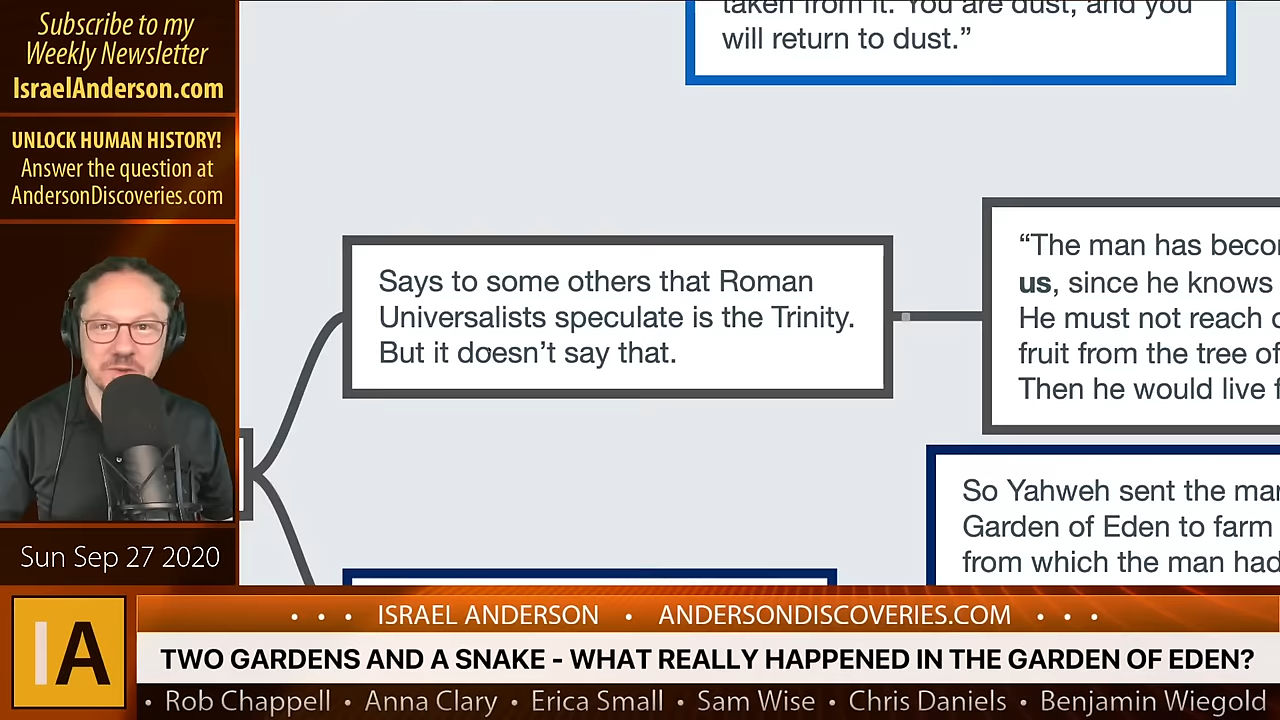 Subscribe to my
Weekly Newsletter
IsraelAnderson.com
UNLOCK HUMAN HISTORY!
Answer the question at
AndersonDiscoveries.com
Sun Sep 27 2020
taken from it. You are dust, and you
will return to dust.”
Says to some others that Roman
Universalists speculate is the Trinity.
But it doesn’t say that.
“The man has
us, since he knows
He must not reach
fruit from the tree of
Then he would live
So Yahweh sent the
Garden of Eden to farm
from which the man had
IA
• • • ISRAEL ANDERSON • ANDERSONDISCOVERIES.COM • • •
TWO GARDENS AND A SNAKE - WHAT REALLY HAPPENED IN THE GARDEN OF EDEN?
• Rob Chappell • Anna Clary • Erica Small • Sam Wise • Chris Daniels • Benjamin Wiegold